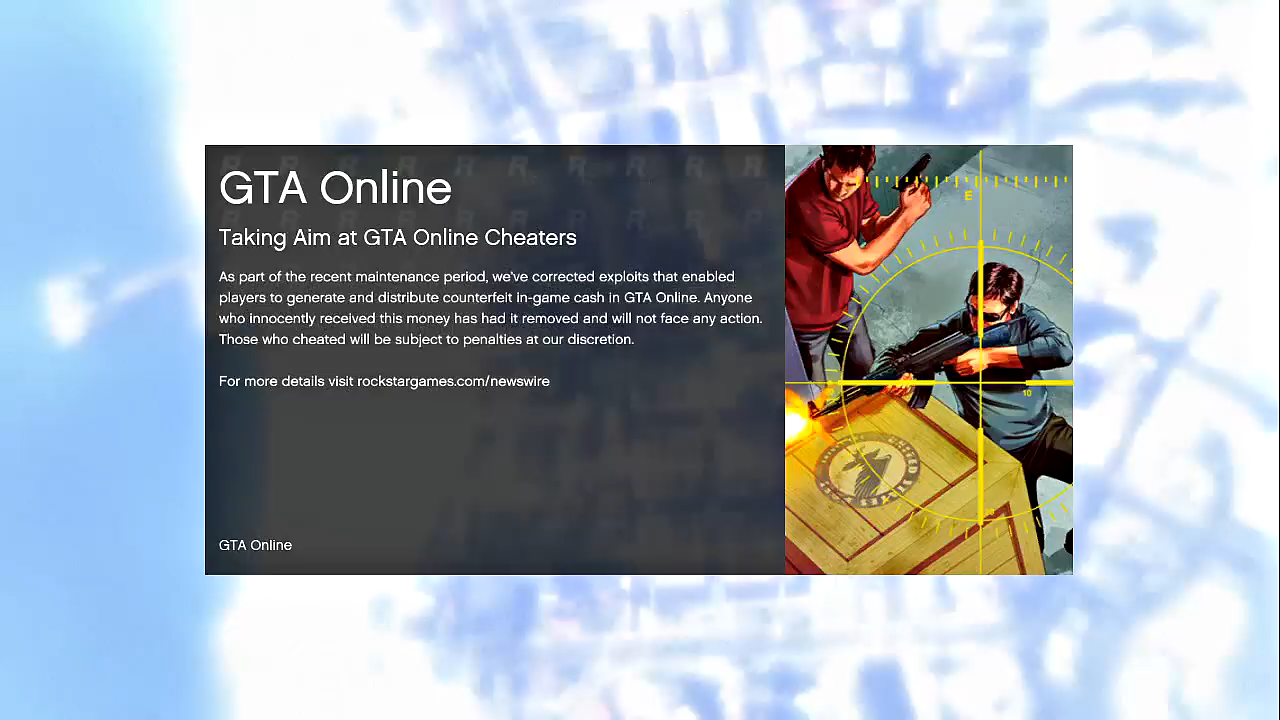 GTA Online
Taking Aim at GTA Online Cheaters
As part of the recent maintenance period, we've corrected exploits that enabled
players to generate and distribute counterfeit in-game cash in GTA Online. Anyone
who innocently received this money has had it removed and will not face any action.
Those who cheated will be subject to penalties at our discretion.
For more details visit rockstargames.com/newswire
GTA Online
E
10